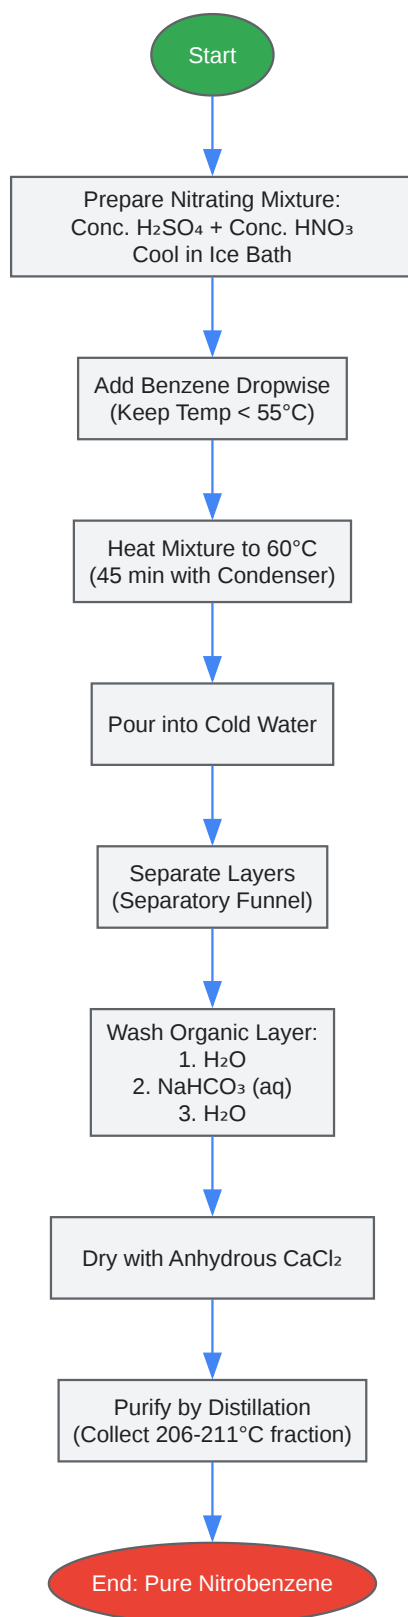 Start
Prepare Nitrating Mixture:
Conc. H₂SO₄ + Conc. HNO₃
Cool in Ice Bath
Add Benzene Dropwise
(Keep Temp < 55°C)
Heat Mixture to 60°C
(45 min with Condenser)
Pour into Cold Water
Separate Layers
(Separatory Funnel)
Wash Organic Layer:
1. H₂O
2. NaHCO₃ (aq)
3. H₂O
Dry with Anhydrous CaCl₂
Purify by Distillation
(Collect 206-211°C fraction)
End: Pure Nitrobenzene